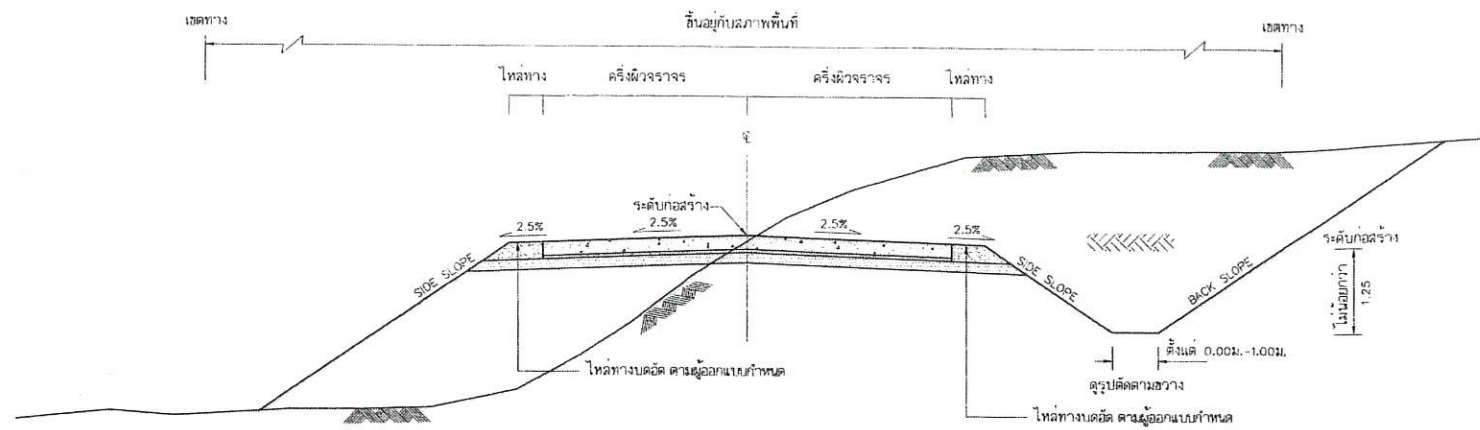 เขตทาง
ขึ้นอยู่กับสภาพพื้นที่
เขตทาง
ไหล่ทาง
ครึ่งผิวจราจร
ครึ่งผิวจราจร
ไหล่ทาง
℄
ระดับก่อสร้าง
2.5%
2.5%
2.5%
2.5%
ระดับก่อสร้าง
SIDE SLOPE
SIDE SLOPE
BACK SLOPE
ไม่น้อยกว่า
1.25
ตั้งแต่ 0.00ม.-1.00ม.
ไหล่ทางบดอัด ตามผู้ออกแบบกำหนด
ดูรูปตัดตามขวาง
ไหล่ทางบดอัด ตามผู้ออกแบบกำหนด